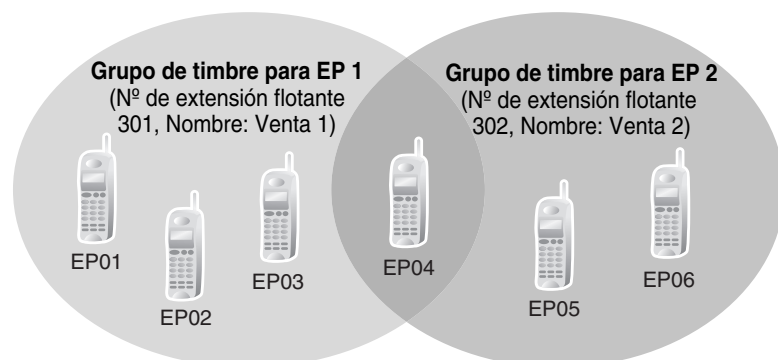 Grupo de timbre para EP 1
(Nº de extensión flotante
301, Nombre: Venta 1)
Grupo de timbre para EP 2
(Nº de extensión flotante
302, Nombre: Venta 2)
EP01
EP02
EP03
EP04
EP05
EP06